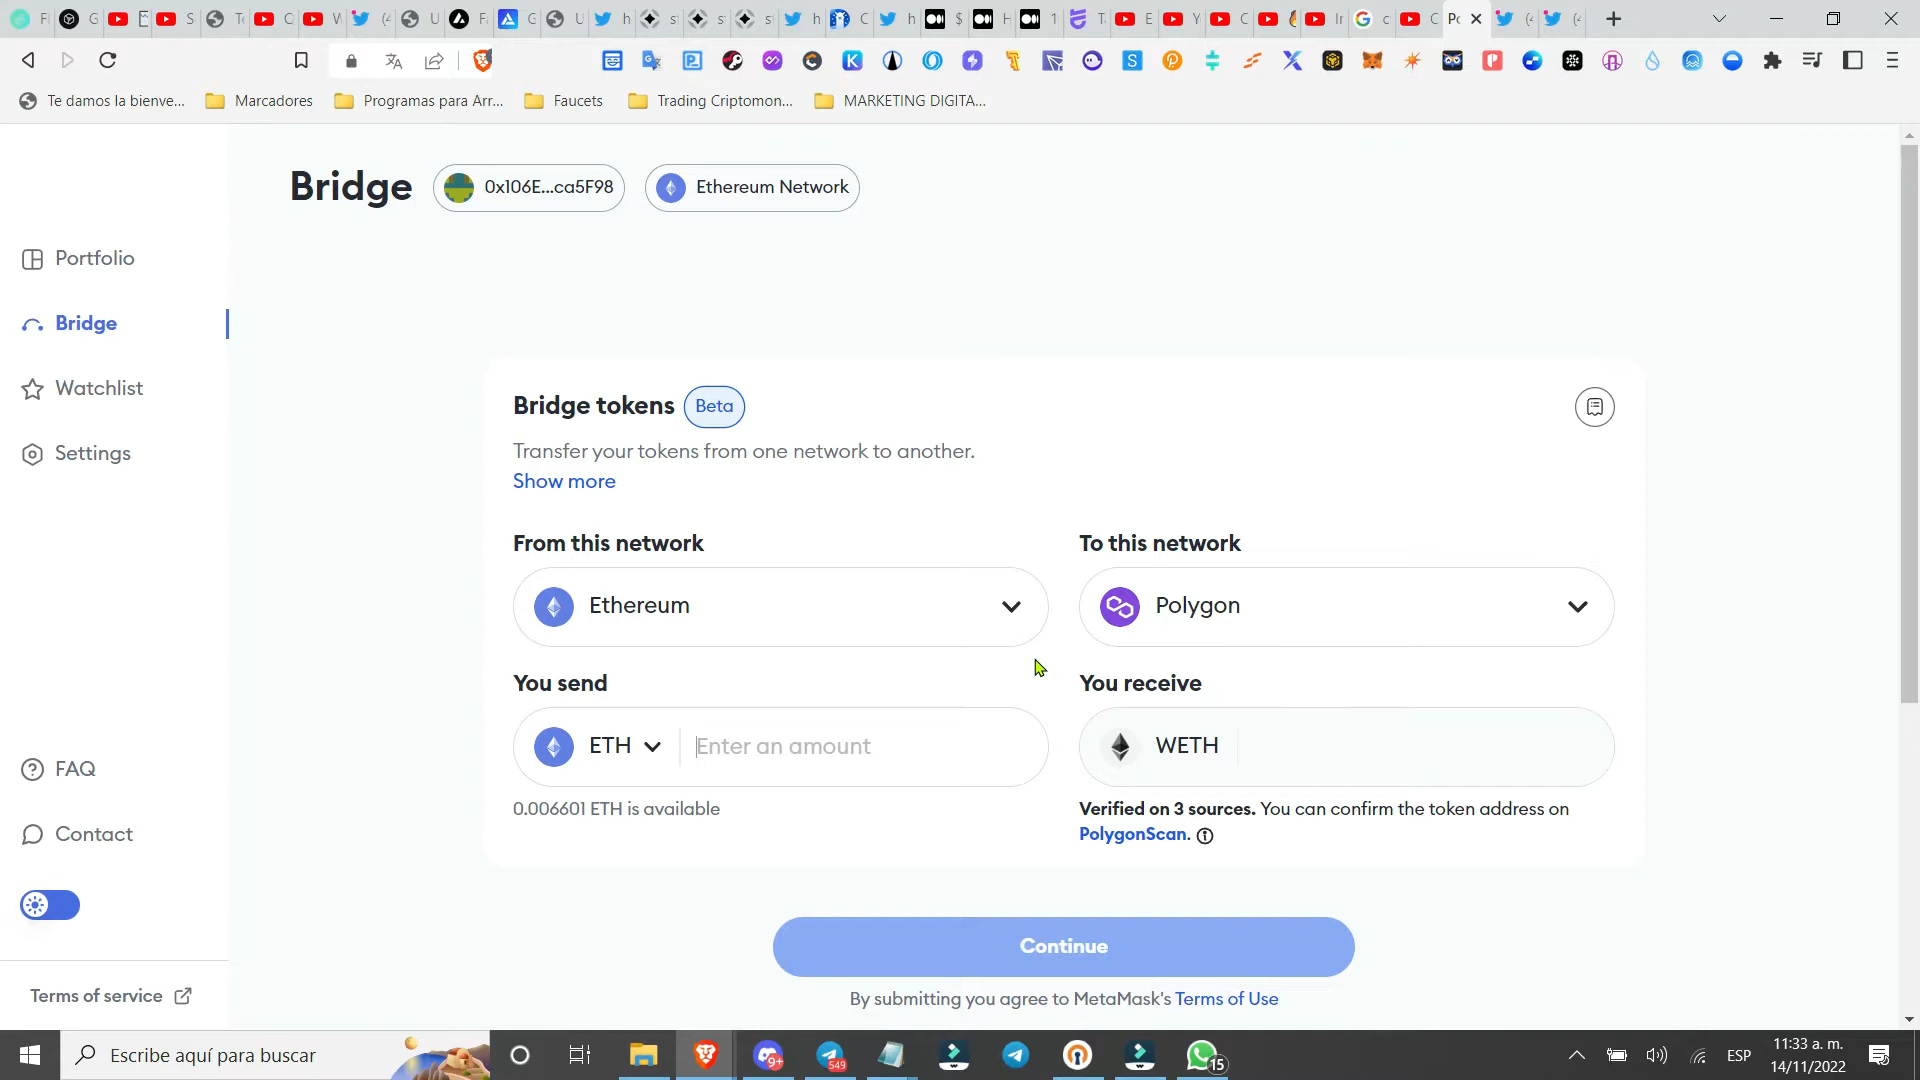 Te damos la bienve...
Marcadores
Programas para Arr...
Faucets
Trading Criptomon...
MARKETING DIGITA...
Bridge
0x106E...ca5F98
Ethereum Network
Portfolio
Bridge
Watchlist
Settings
Bridge tokens
Beta
Transfer your tokens from one network to another.
Show more
From this network
To this network
Ethereum
Polygon
You send
You receive
ETH
Enter an amount
WETH
0.006601 ETH is available
Verified on 3 sources. You can confirm the token address on
PolygonScan.
FAQ
Contact
Continue
Terms of service
By submitting you agree to MetaMask's Terms of Use
Escribe aquí para buscar
9+
549
15
ESP
11:33 a. m.
14/11/2022